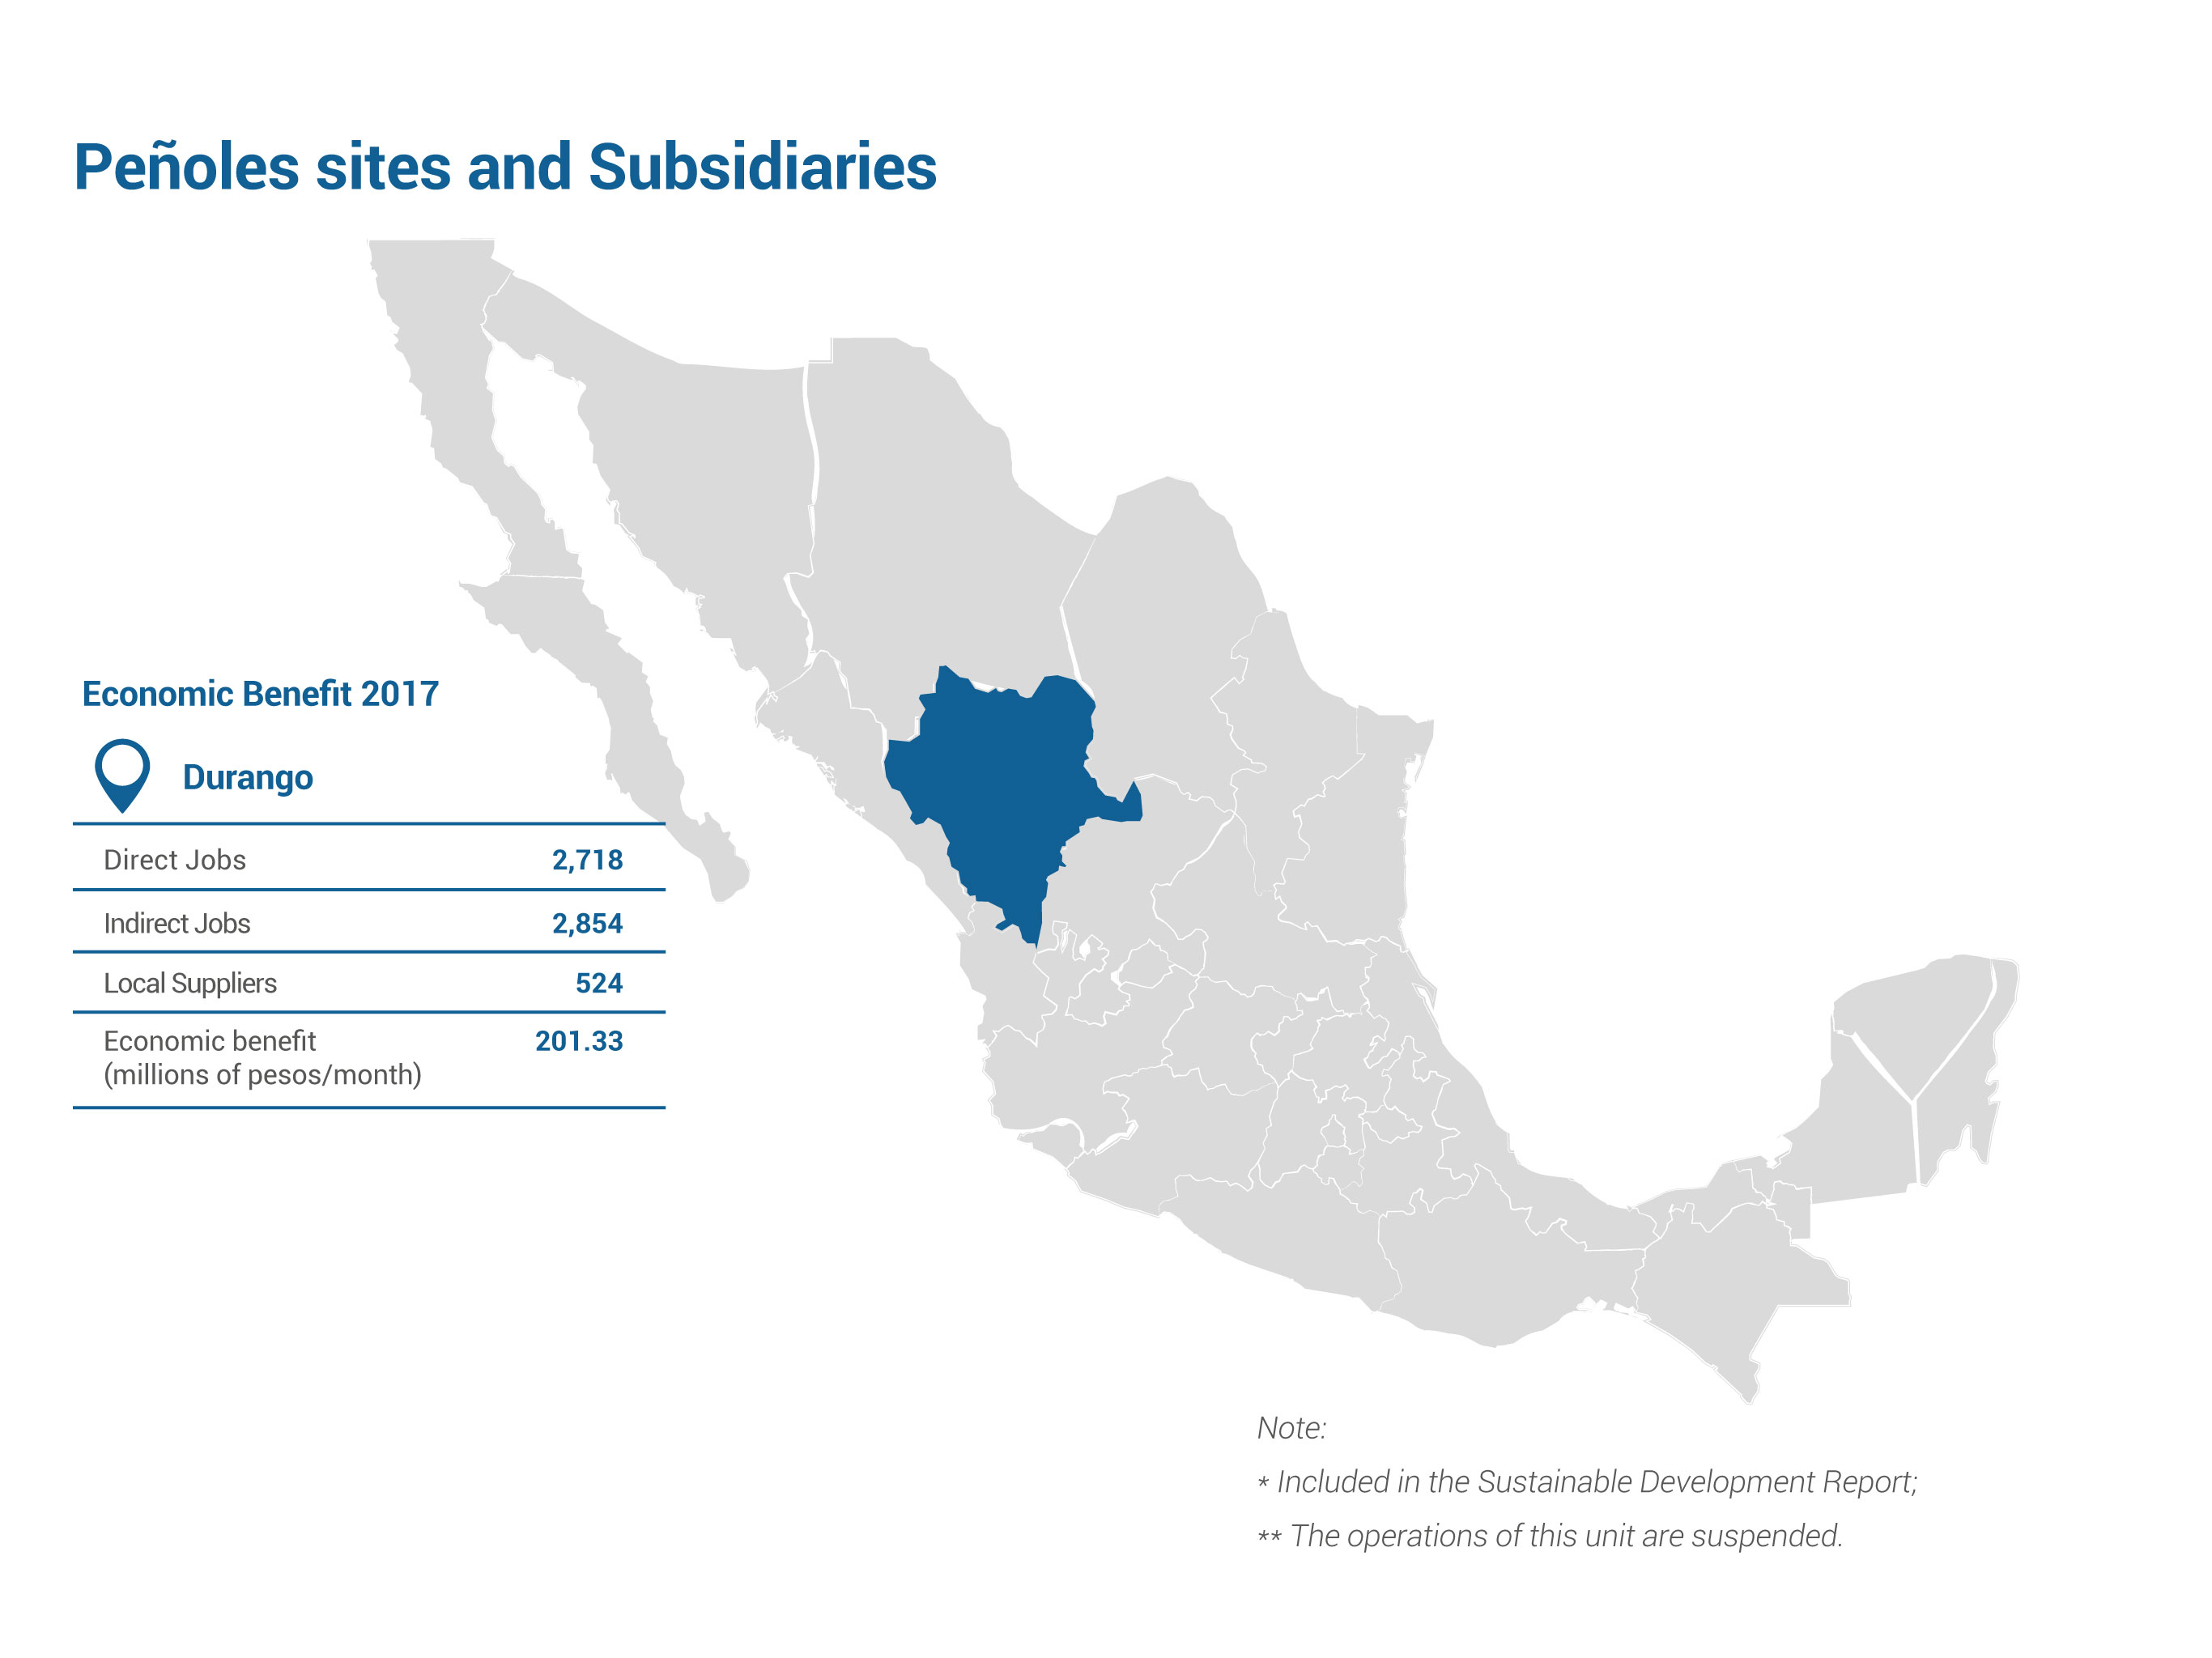 Peñoles sites and Subsidiaries
Economic Benefit 2017
Durango
Direct Jobs 2,718
Indirect Jobs 2,854
Local Suppliers 524
Economic benefit 201.33
(millions of pesos/month)
Note:
* Included in the Sustainable Development Report;
** The operations of this unit are suspended.